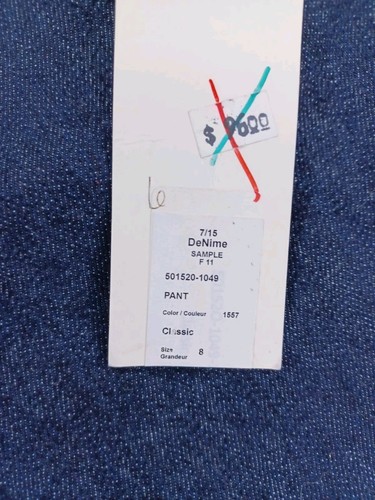 $ 96.00
6
7/15
DeNime
SAMPLE
F 11
501520-1049
PANT
Color / Couleur 1557
Classic
Size
Grandeur 8